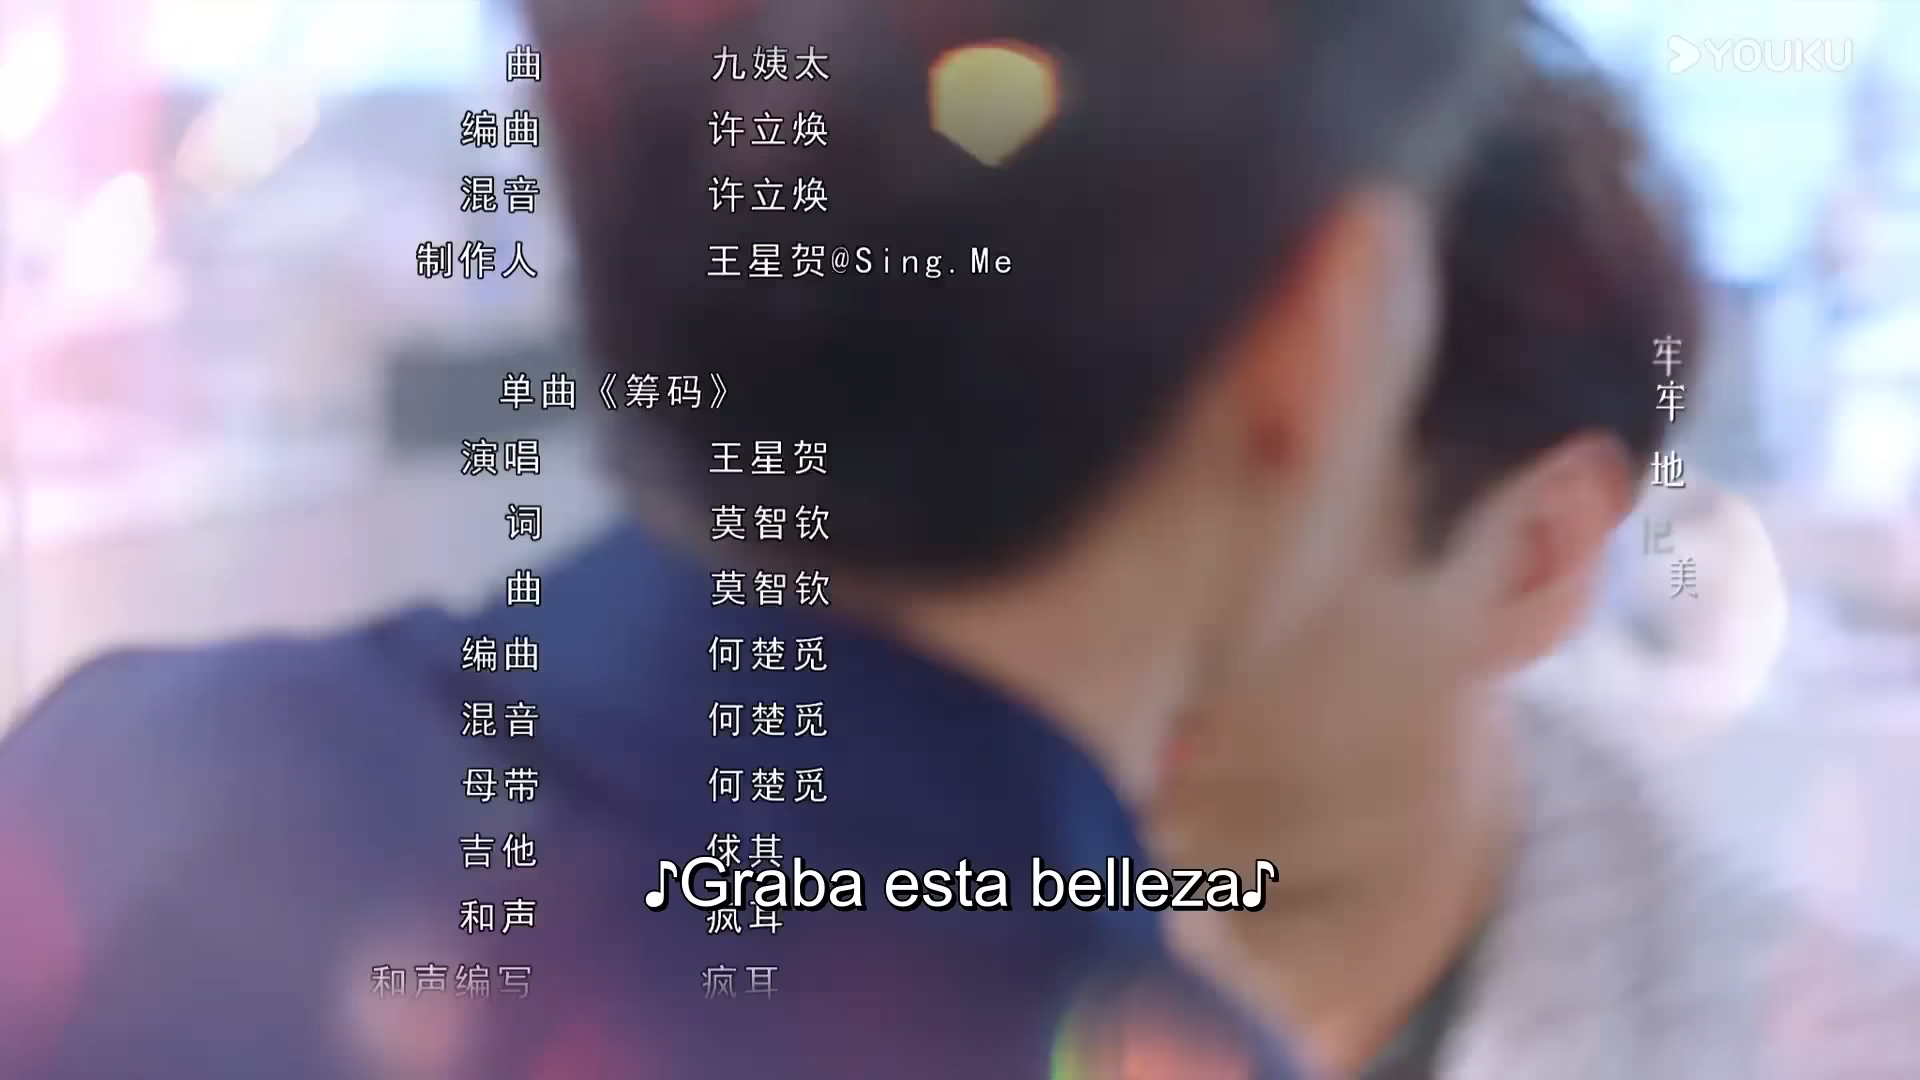 曲 九姨太
YOUKU
编曲 许立焕
混音 许立焕
制作人 王星贺@Sing.Me
单曲《筹码》
演唱 王星贺
词 莫智钦
曲 莫智钦
编曲 何楚觅
混音 何楚觅
母带 何楚觅
吉他 俅其
和声 疯耳
和声编写 疯耳
牢牢地记
美
♪Graba esta belleza♪